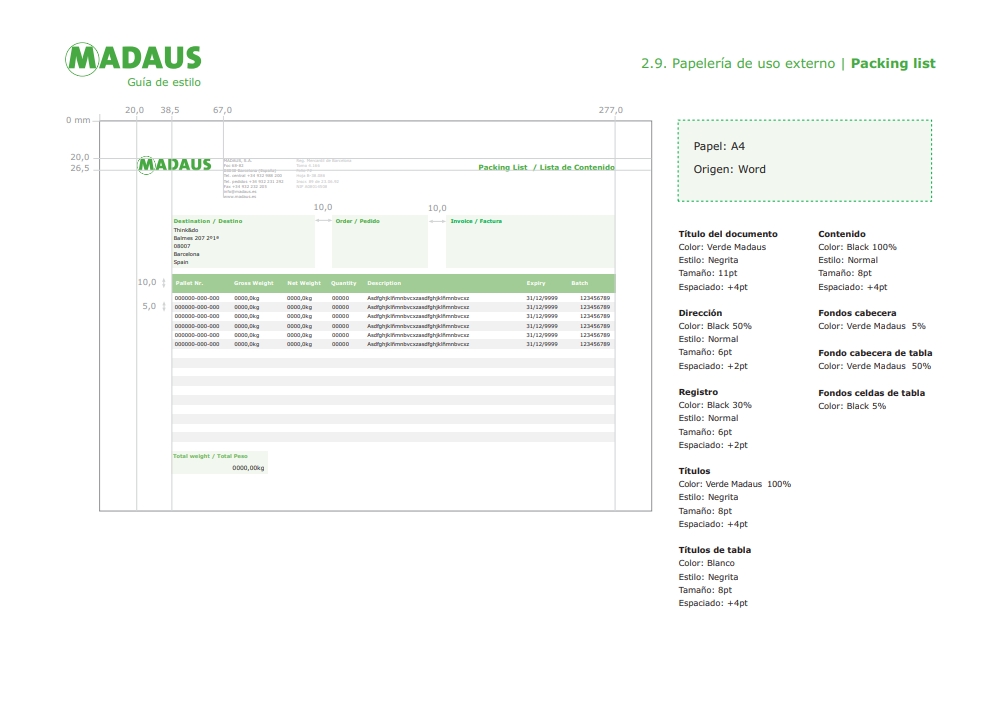 MADAUS
Guía de estilo
2.9. Papelería de uso externo | Packing list
20,0 38,5 67,0 277,0
0 mm
20,0
26,5
MADAUS
MADAUS, S.A.
info@madaus.es
www.madaus.es
Packing List / Lista de Contenido
10,0 10,0
Destination / Destino
Think&do
Balmes 207 2º1ª
08007
Barcelona
Spain
Order / Pedido
Invoice / Factura
10,0
5,0
Pallet Nr. Gross Weight Net Weight Quantity Description Expiry Batch
000000-000-000 0000,0kg 0000,0kg 00000 31/12/9999 123456789
000000-000-000 0000,0kg 0000,0kg 00000 31/12/9999 123456789
000000-000-000 0000,0kg 0000,0kg 00000 31/12/9999 123456789
000000-000-000 0000,0kg 0000,0kg 00000 31/12/9999 123456789
000000-000-000 0000,0kg 0000,0kg 00000 31/12/9999 123456789
000000-000-000 0000,0kg 0000,0kg 00000 31/12/9999 123456789
Total weight / Total Peso
0000,00kg
Papel: A4
Origen: Word
Título del documento
Color: Verde Madaus
Estilo: Negrita
Tamaño: 11pt
Espaciado: +4pt
Dirección
Color: Black 50%
Estilo: Normal
Tamaño: 6pt
Espaciado: +2pt
Registro
Color: Black 30%
Estilo: Normal
Tamaño: 6pt
Espaciado: +2pt
Títulos
Color: Verde Madaus 100%
Estilo: Negrita
Tamaño: 8pt
Espaciado: +4pt
Títulos de tabla
Color: Blanco
Estilo: Negrita
Tamaño: 8pt
Espaciado: +4pt
Contenido
Color: Black 100%
Estilo: Normal
Tamaño: 8pt
Espaciado: +4pt
Fondos cabecera
Color: Verde Madaus 5%
Fondo cabecera de tabla
Color: Verde Madaus 50%
Fondos celdas de tabla
Color: Black 5%